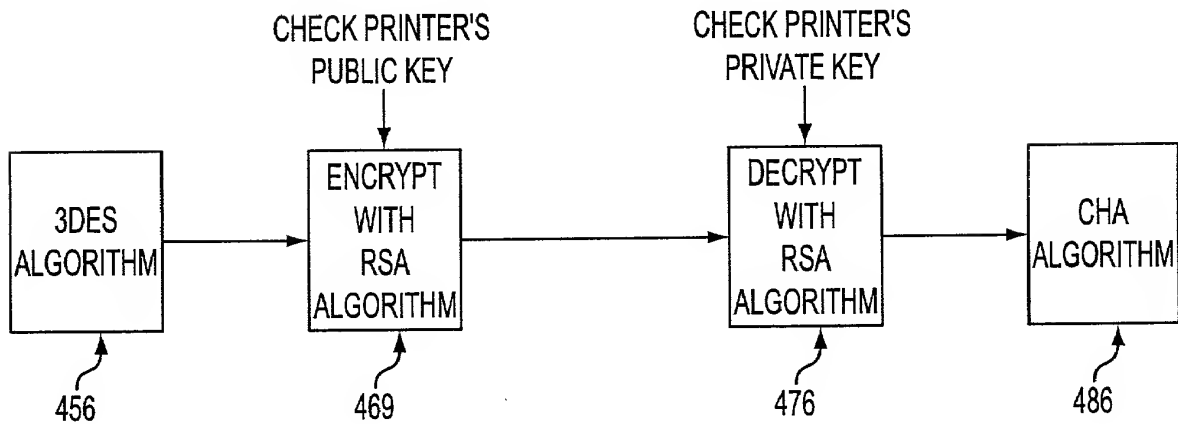 CHECK PRINTER'S
PUBLIC KEY
CHECK PRINTER'S
PRIVATE KEY
3DES
ALGORITHM
ENCRYPT
WITH
RSA
ALGORITHM
DECRYPT
WITH
RSA
ALGORITHM
CHA
ALGORITHM
456
469
476
486